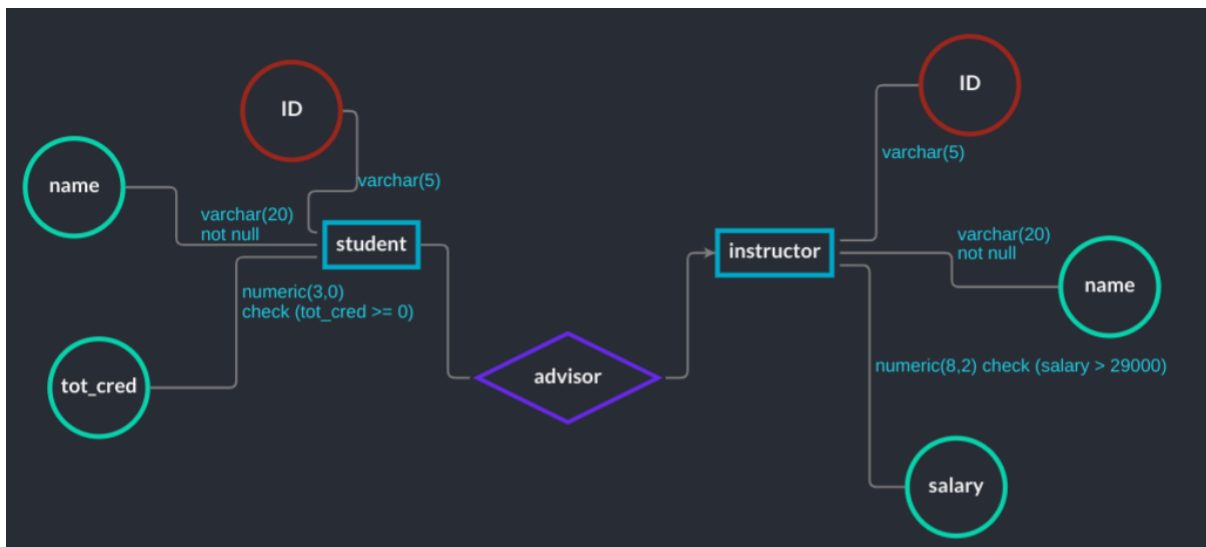 ID
name
varchar(5)
varchar(20)
not null
student
numeric(3,0)
check (tot_cred >= 0)
tot_cred
advisor
ID
varchar(5)
instructor
varchar(20)
not null
name
numeric(8,2) check (salary > 29000)
salary